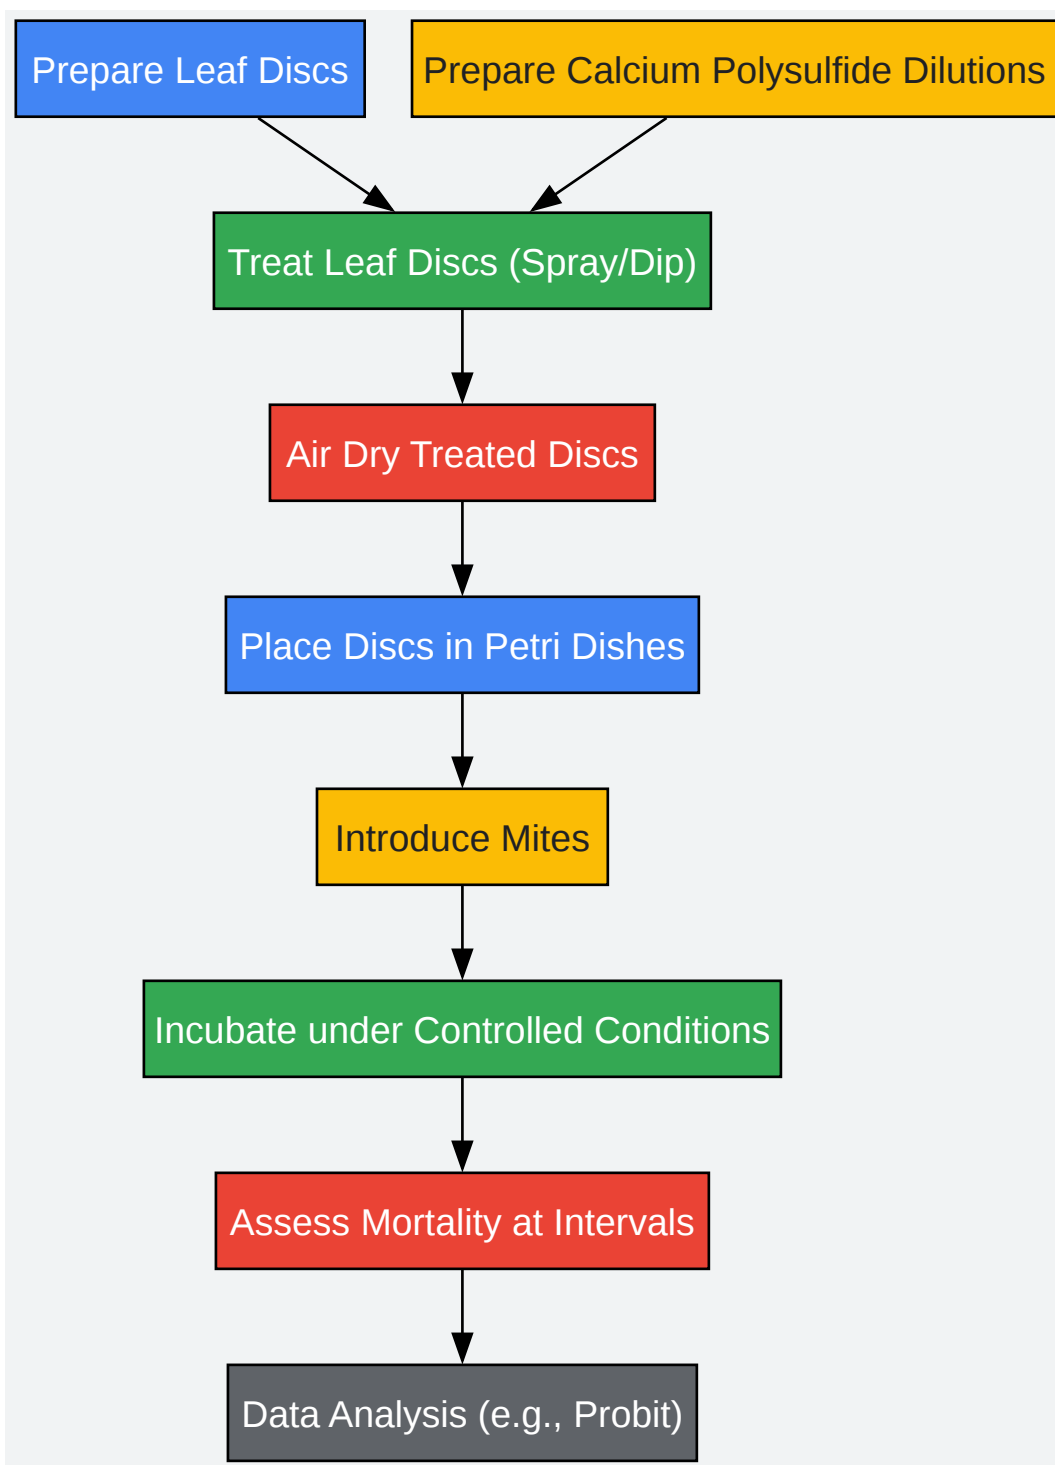 Prepare Leaf Discs
Prepare Calcium Polysulfide Dilutions
Treat Leaf Discs (Spray/Dip)
Air Dry Treated Discs
Place Discs in Petri Dishes
Introduce Mites
Incubate under Controlled Conditions
Assess Mortality at Intervals
Data Analysis (e.g., Probit)